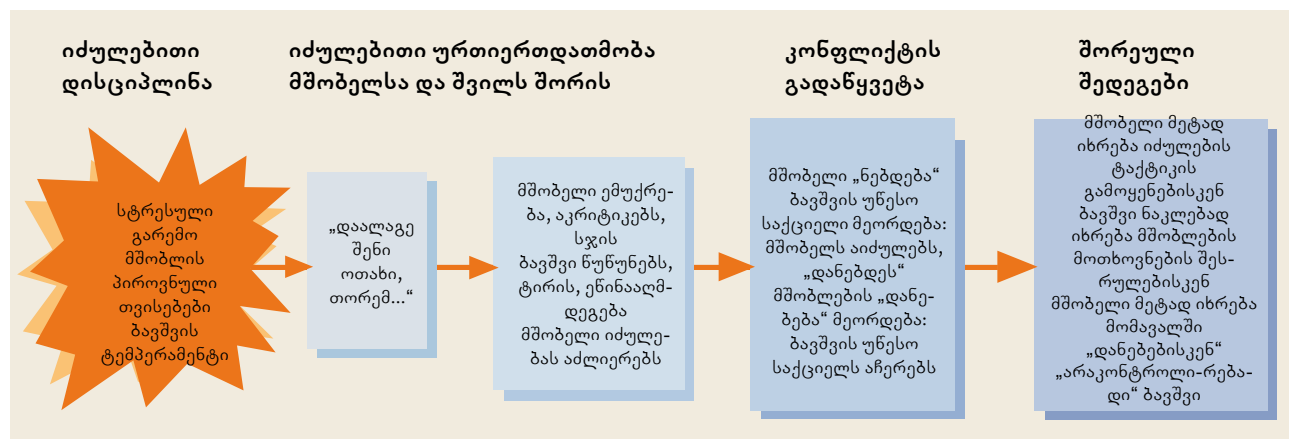 იძულებითი
დისციპლინა
იძულებითი ურთიერთდათმობა
მშობელსა და შვილს შორის
კონფლიქტის
გადაწყვეტა
შორეული
შედეგები
სტრესული
გარემო
მშობლის
პიროვნული
თვისებები
ბავშვის
ტემპერამენტი
„დაალაგე
შენი
ოთახი,
თორემ...“
მშობელი ემუქრე-
ბა, აკრიტიკებს,
სჯის
ბავშვი წუწუნებს,
ტირის, ეწინააღმ-
დეგება
მშობელი იძულე-
ბას აძლიერებს
მშობელი „ნებდება“
ბავშვის უწესო
საქციელი მეორდება:
მშობელს აიძულებს,
„დანებდეს“
მშობლების „დანე-
ბება“ მეორდება:
ბავშვის უწესო
საქციელს აჩერებს
მშობელი მეტად
იხრება იძულების
ტაქტიკის
გამოყენებისკენ
ბავშვი ნაკლებად
იხრება მშობლების
მოთხოვნების შეს-
რულებისკენ
მშობელი მეტად იხრება
მომავალში
„დანებებისკენ“
„არაკონტროლი-რება-
დი“ ბავშვი